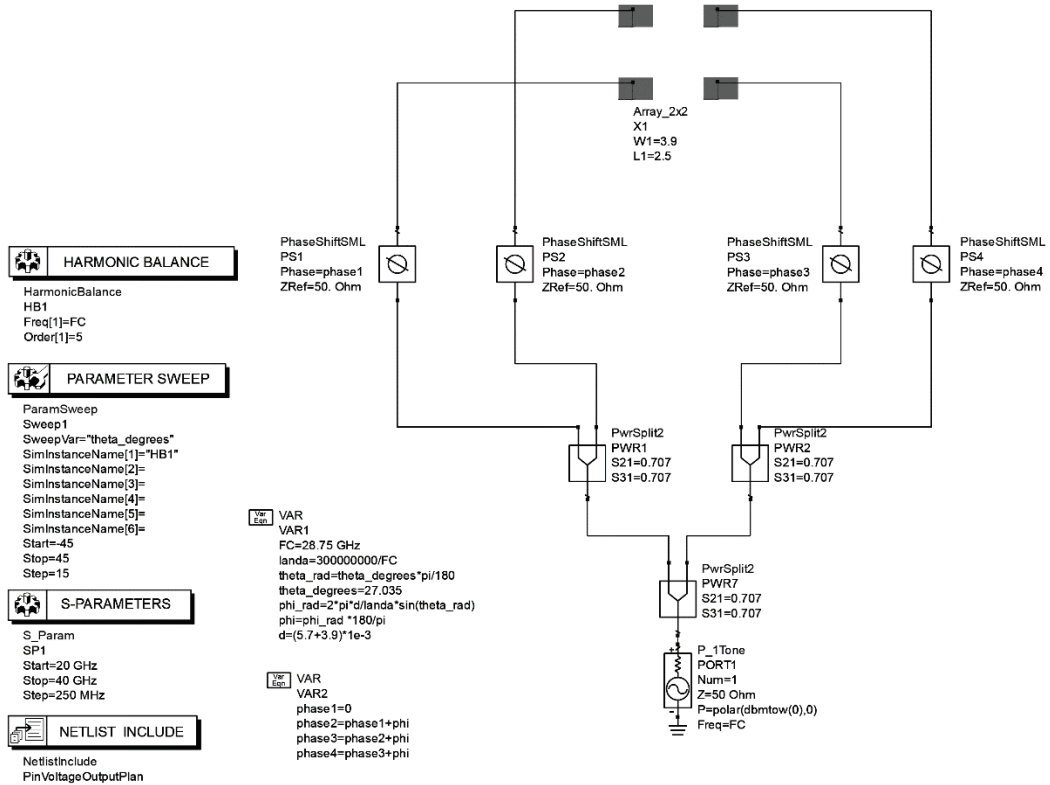 Array_2x2
X1
W1=3.9
L1=2.5
PhaseShiftSML
PS1
Phase=phase1
ZRef=50. Ohm
PhaseShiftSML
PS2
Phase=phase2
ZRef=50. Ohm
PhaseShiftSML
PS3
Phase=phase3
ZRef=50. Ohm
PhaseShiftSML
PS4
Phase=phase4
ZRef=50. Ohm
HARMONIC BALANCE
HarmonicBalance
HB1
Freq[1]=FC
Order[1]=5
PARAMETER SWEEP
ParamSweep
Sweep1
SweepVar="theta_degrees"
SimInstanceName[1]="HB1"
SimInstanceName[2]=
SimInstanceName[3]=
SimInstanceName[4]=
SimInstanceName[5]=
SimInstanceName[6]=
Start=-45
Stop=45
Step=15
S-PARAMETERS
S_Param
SP1
Start=20 GHz
Stop=40 GHz
Step=250 MHz
NETLIST INCLUDE
NetlistInclude
PinVoltageOutputPlan
Var
Eqn
VAR
VAR1
FC=28.75 GHz
landa=300000000/FC
theta_rad=theta_degrees*pi/180
theta_degrees=27.035
phi_rad=2*pi*d/landa*sin(theta_rad)
phi=phi_rad *180/pi
d=(5.7+3.9)*1e-3
Var
Eqn
VAR
VAR2
phase1=0
phase2=phase1+phi
phase3=phase2+phi
phase4=phase3+phi
PwrSplit2
PWR1
S21=0.707
S31=0.707
PwrSplit2
PWR2
S21=0.707
S31=0.707
PwrSplit2
PWR7
S21=0.707
S31=0.707
P_1Tone
PORT1
Num=1
Z=50 Ohm
P=polar(dbmtow(0),0)
Freq=FC